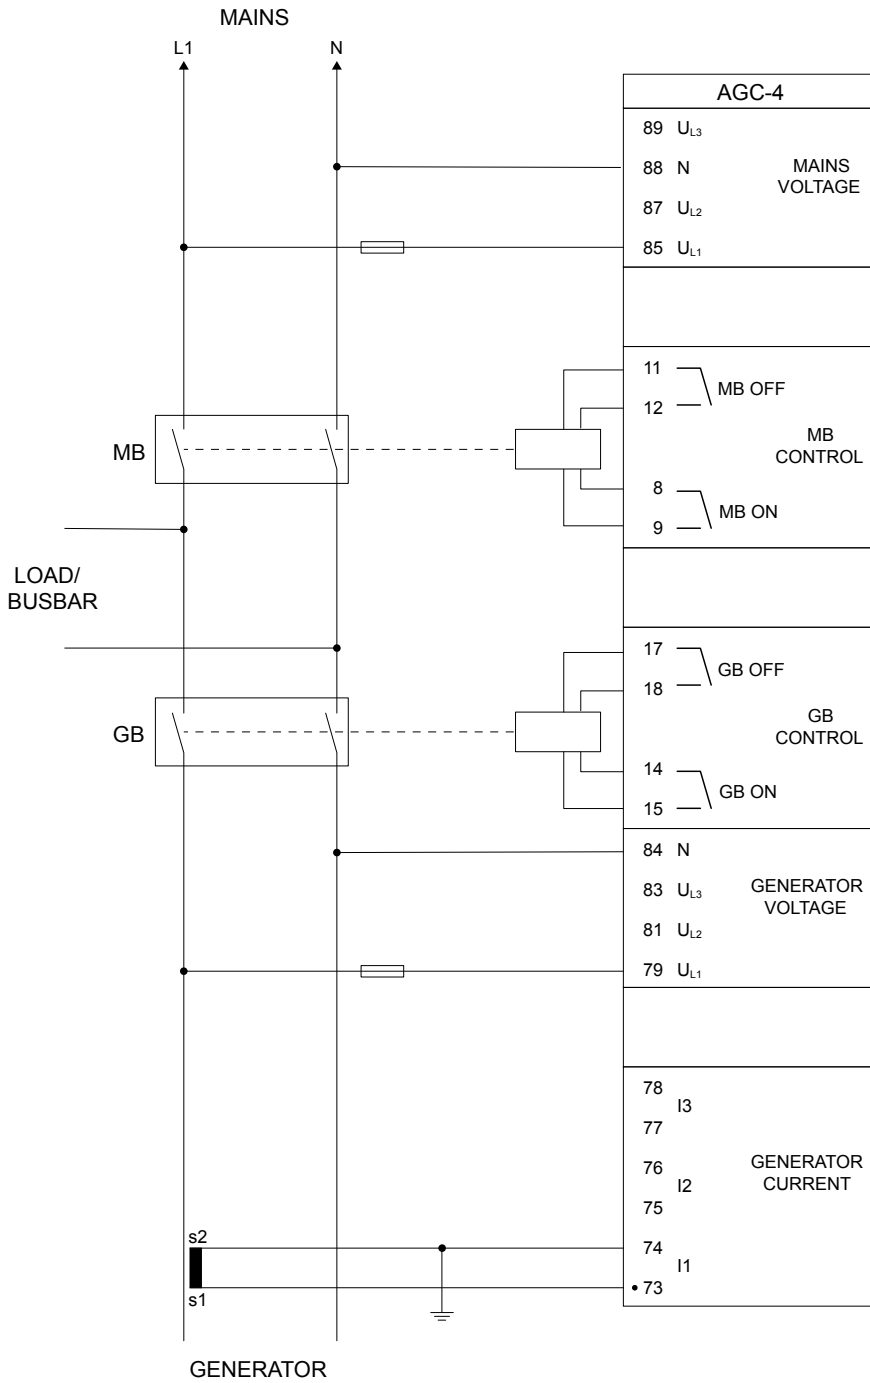 MAINS
L1 N
AGC-4
89 UL3
88 N
MAINS
VOLTAGE
87 UL2
85 UL1
11
MB OFF
12
MB
MB
CONTROL
8
MB ON
9
LOAD/
BUSBAR
17
GB OFF
18
GB
GB
CONTROL
14
GB ON
15
84 N
83 UL3
GENERATOR
VOLTAGE
81 UL2
79 UL1
78
I3
77
76
GENERATOR
CURRENT
I2
75
s2
74
I1
73
s1
GENERATOR